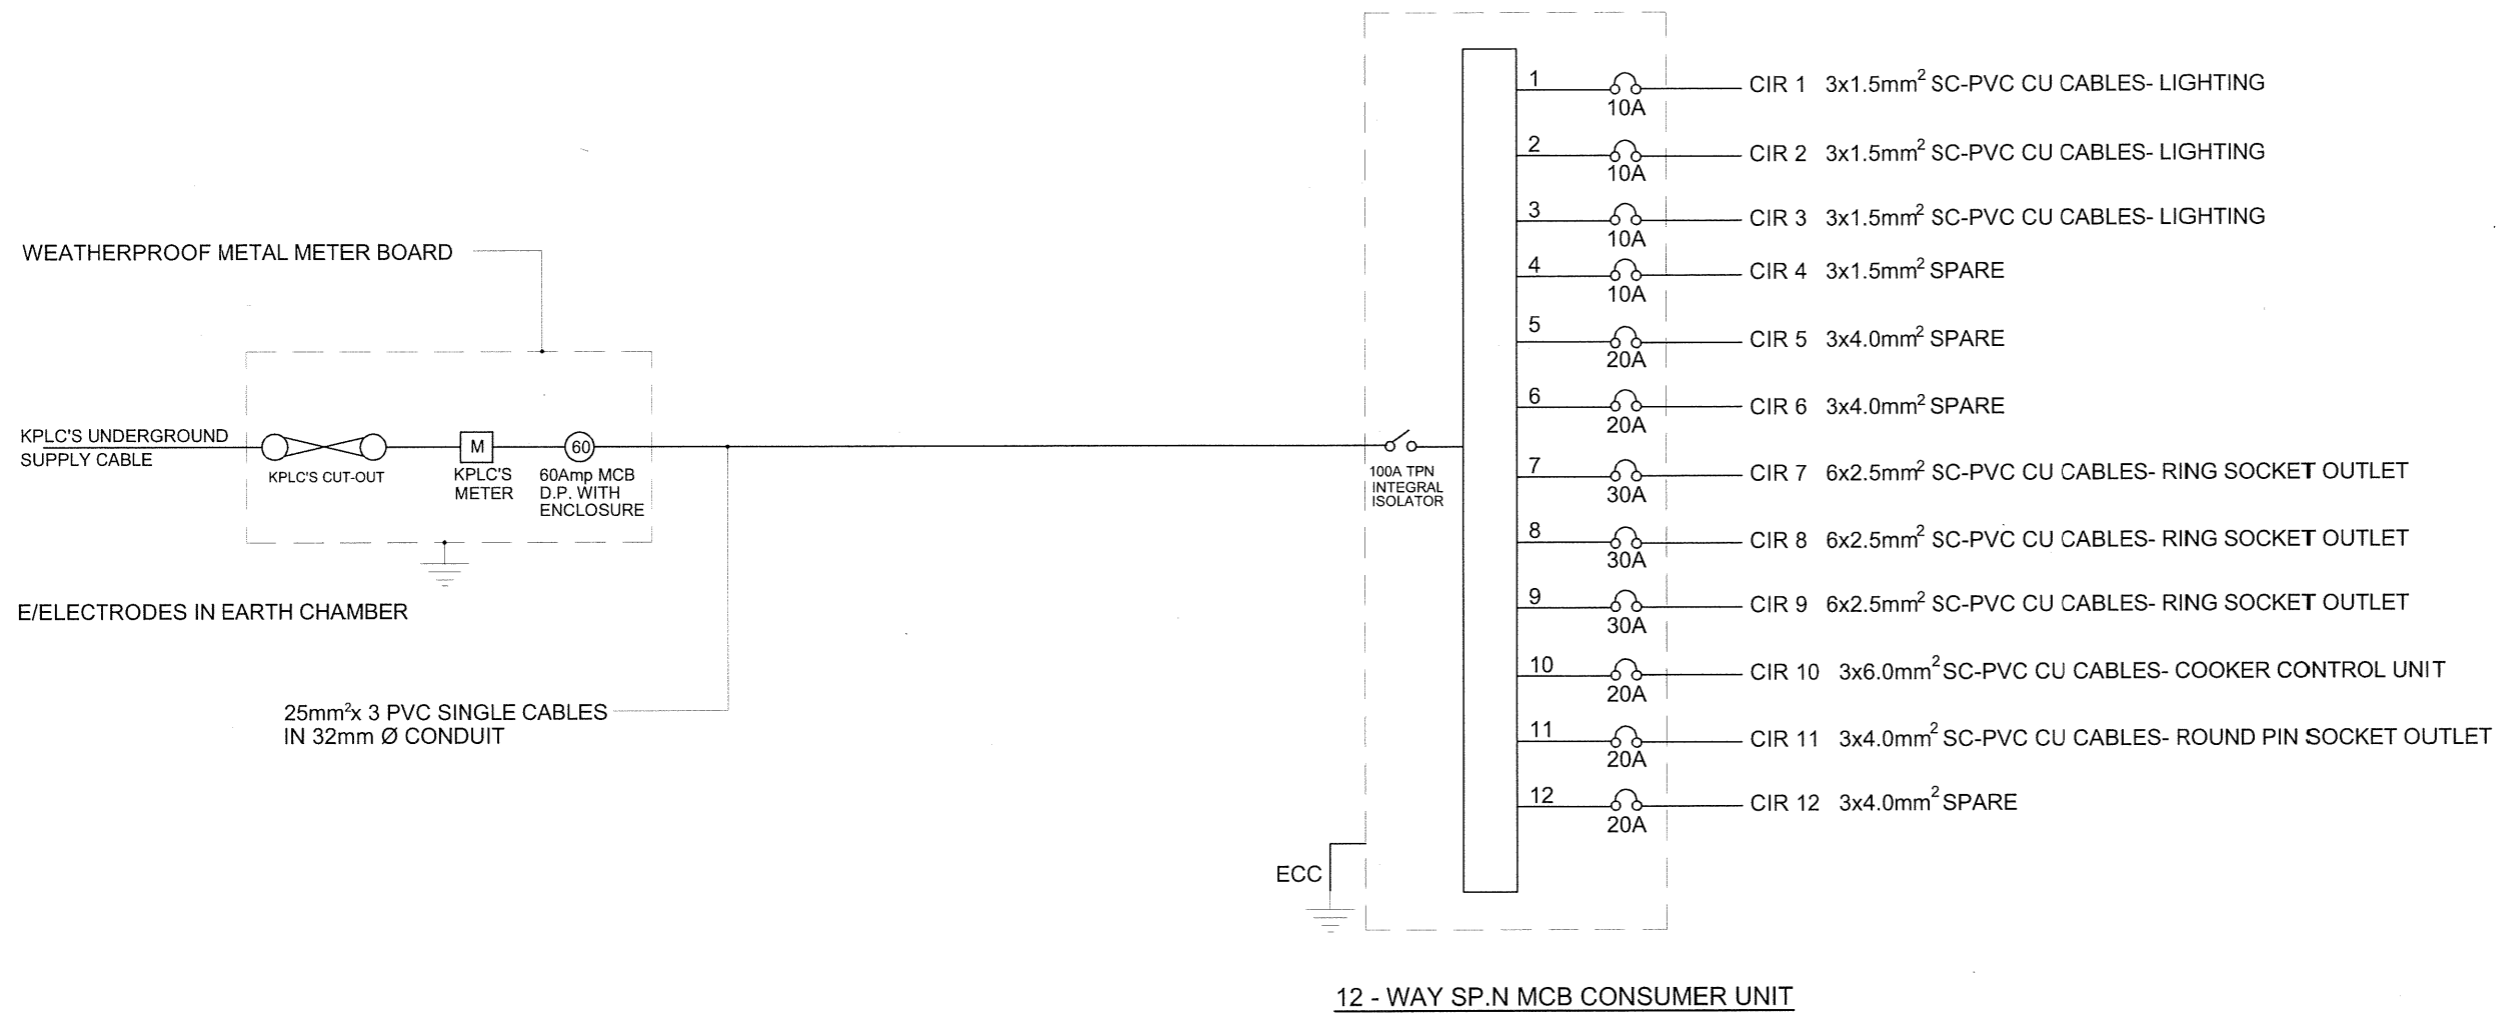 WEATHERPROOF METAL METER BOARD
KPLC'S UNDERGROUND
SUPPLY CABLE
KPLC'S CUT-OUT
M
KPLC'S
METER
60
60Amp MCB
D.P. WITH
ENCLOSURE
E/ELECTRODES IN EARTH CHAMBER
25mm²x 3 PVC SINGLE CABLES
IN 32mm Ø CONDUIT
100A TPN
INTEGRAL
ISOLATOR
ECC
1 10A CIR 1 3x1.5mm² SC-PVC CU CABLES- LIGHTING
2 10A CIR 2 3x1.5mm² SC-PVC CU CABLES- LIGHTING
3 10A CIR 3 3x1.5mm² SC-PVC CU CABLES- LIGHTING
4 10A CIR 4 3x1.5mm² SPARE
5 20A CIR 5 3x4.0mm² SPARE
6 20A CIR 6 3x4.0mm² SPARE
7 30A CIR 7 6x2.5mm² SC-PVC CU CABLES- RING SOCKET OUTLET
8 30A CIR 8 6x2.5mm² SC-PVC CU CABLES- RING SOCKET OUTLET
9 30A CIR 9 6x2.5mm² SC-PVC CU CABLES- RING SOCKET OUTLET
10 20A CIR 10 3x6.0mm² SC-PVC CU CABLES- COOKER CONTROL UNIT
11 20A CIR 11 3x4.0mm² SC-PVC CU CABLES- ROUND PIN SOCKET OUTLET
12 20A CIR 12 3x4.0mm² SPARE
12 - WAY SP.N MCB CONSUMER UNIT